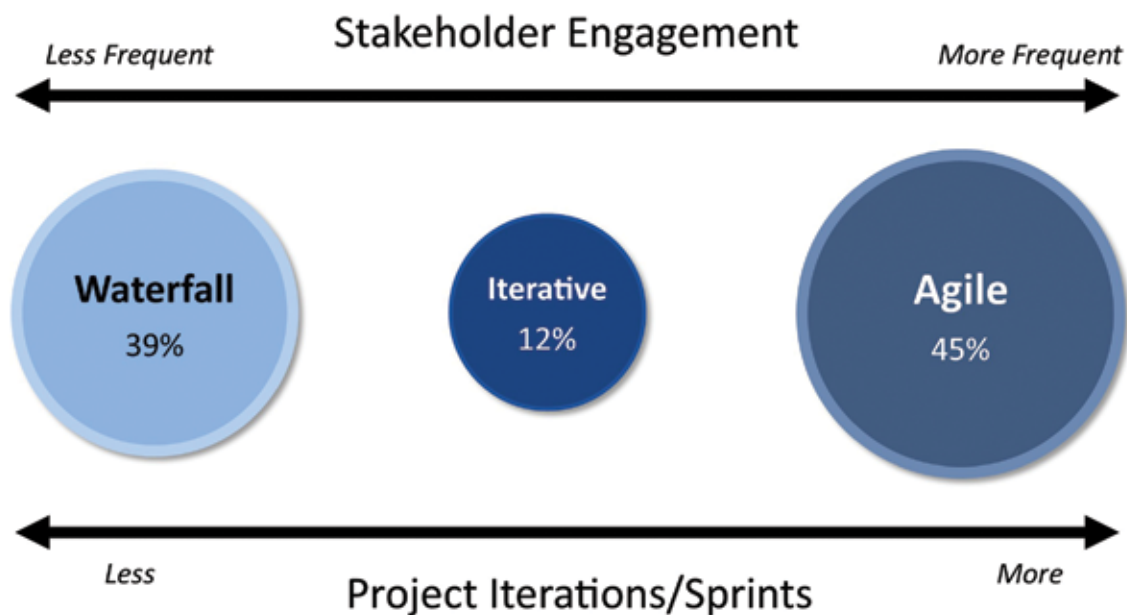 Stakeholder Engagement
Less Frequent
More Frequent
Waterfall
39%
Iterative
12%
Agile
45%
Less
More
Project Iterations/Sprints